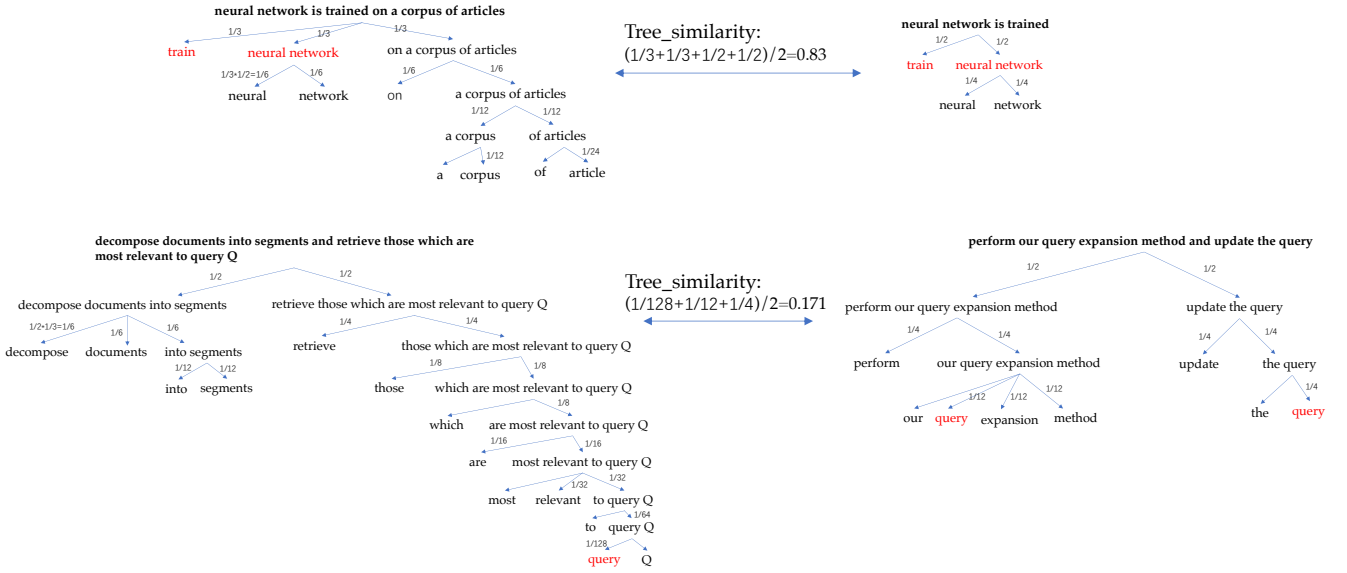 neural network is trained on a corpus of articles
1/3
1/3
1/3
train
neural network
on a corpus of articles
1/3*1/2=1/6
1/6
1/6
1/6
neural
network
on
a corpus of articles
1/12
1/12
a corpus
of articles
1/12
1/24
a
corpus
of
article
Tree_similarity:
(1/3+1/3+1/2+1/2)/2=0.83
neural network is trained
1/2
1/2
train
neural network
1/4
1/4
neural
network
decompose documents into segments and retrieve those which are
most relevant to query Q
1/2
1/2
decompose documents into segments
retrieve those which are most relevant to query Q
1/2*1/3=1/6
1/6
1/6
1/4
1/4
decompose
documents
into segments
retrieve
those which are most relevant to query Q
1/12
1/12
1/8
1/8
into
segments
those
which are most relevant to query Q
1/8
which
are most relevant to query Q
1/16
1/16
are
most relevant to query Q
1/32
1/32
most
relevant
to query Q
1/64
to
query Q
1/128
query
Q
Tree_similarity:
(1/128+1/12+1/4)/2=0.171
perform our query expansion method and update the query
1/2
1/2
perform our query expansion method
update the query
1/4
1/4
1/4
1/4
perform
our query expansion method
update
the query
1/12
1/12
1/12
1/4
our
query
expansion
method
the
query